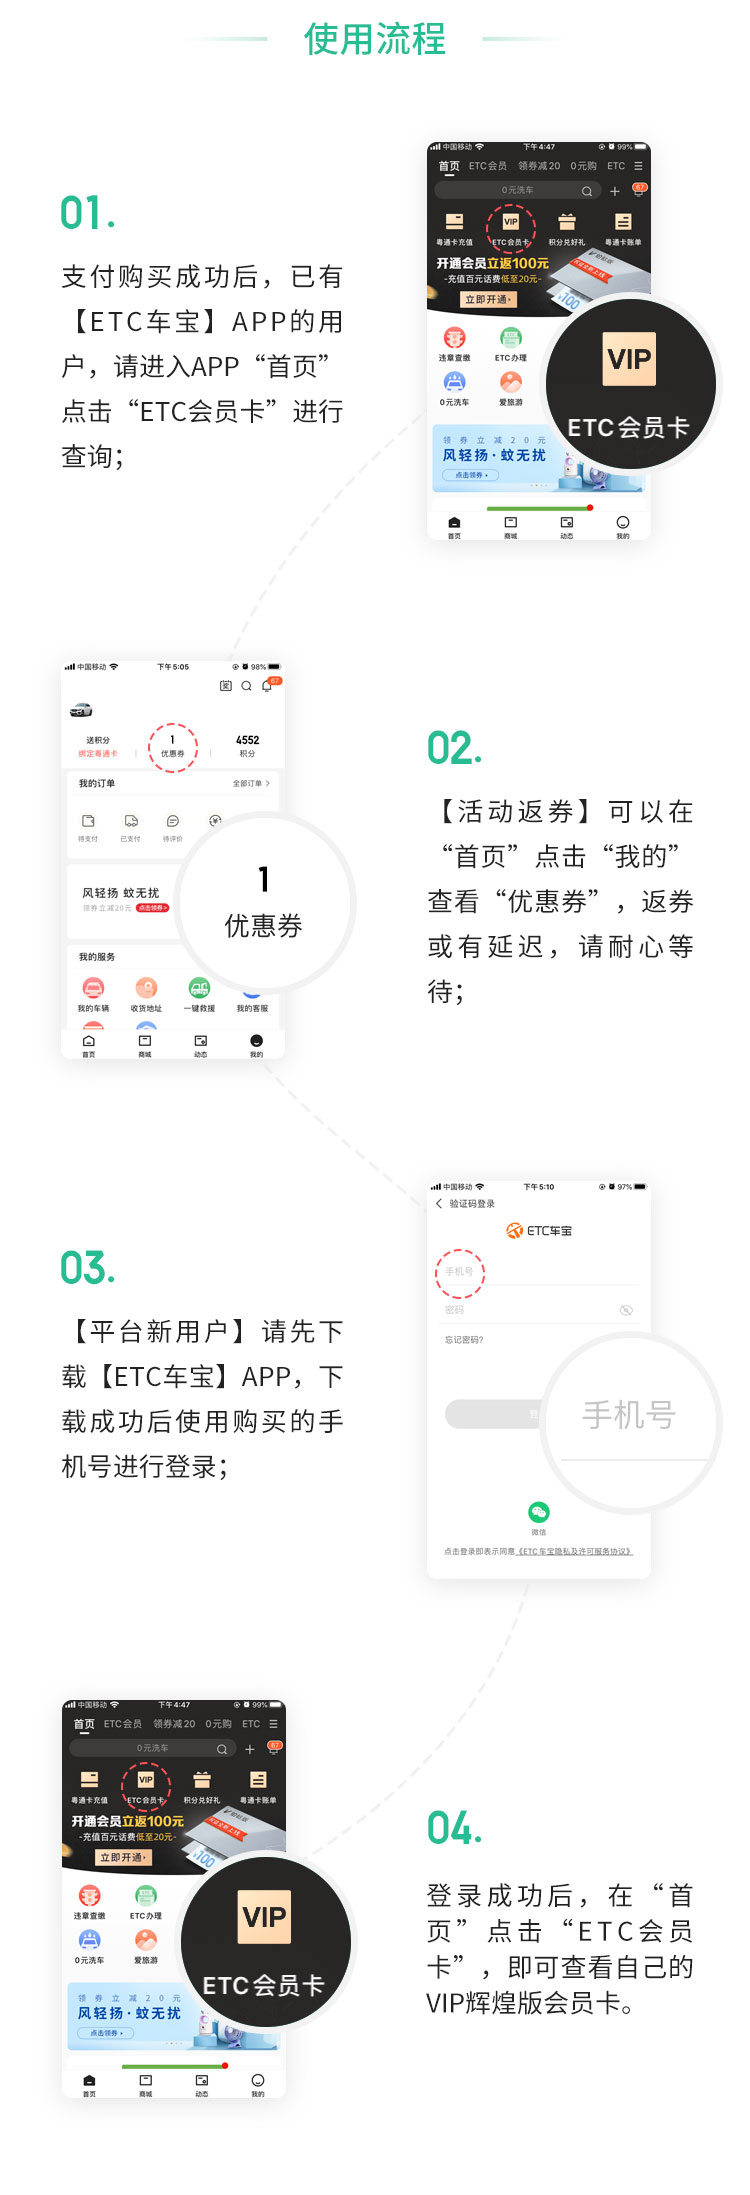 使用流程
01.
支付购买成功后，已有
【ETC车宝】APP的用
户，请进入APP“首页”
点击“ETC会员卡”进行
查询；
中国移动 下午4:47 99%
首页 ETC会员 领券减20 0元购 ETC
0元洗车
67
VIP
粤通卡充值 ETC会员卡 积分兑好礼 粤通卡账单
开通会员立返100元
-充值百元话费低至20元-
立即开通
100
违章查缴 ETC办理
0元洗车 爱旅游
VIP
ETC会员卡
领券立减20元
风轻扬·蚊无扰
点击领券
首页 商城 动态 我的
中国移动 下午5:05 98%
67
送积分 1 4552
绑定粤通卡 优惠券 积分
我的订单 全部订单
待支付 已支付 待评价
1
优惠券
风轻扬 蚊无扰
领券立减20元 点击领券>
我的服务
我的车辆 收货地址 一键救援 我的客服
首页 商城 动态 我的
02.
【活动返券】可以在
“首页”点击“我的”
查看“优惠券”，返券
或有延迟，请耐心等
待；
03.
【平台新用户】请先下
载【ETC车宝】APP，下
载成功后使用购买的手
机号进行登录；
中国移动 下午5:10 97%
验证码登录
ETC车宝
手机号
密码
忘记密码?
手机号
微信
点击登录即表示同意《ETC车宝隐私及许可服务协议》
中国移动 下午4:47 99%
首页 ETC会员 领券减20 0元购 ETC
0元洗车
67
VIP
粤通卡充值 ETC会员卡 积分兑好礼 粤通卡账单
开通会员立返100元
-充值百元话费低至20元-
立即开通
100
违章查缴 ETC办理
0元洗车 爱旅游
VIP
ETC会员卡
领券立减20元
风轻扬·蚊无扰
点击领券
首页 商城 动态 我的
04.
登录成功后，在“首
页”点击“ETC会员
卡”，即可查看自己的
VIP辉煌版会员卡。